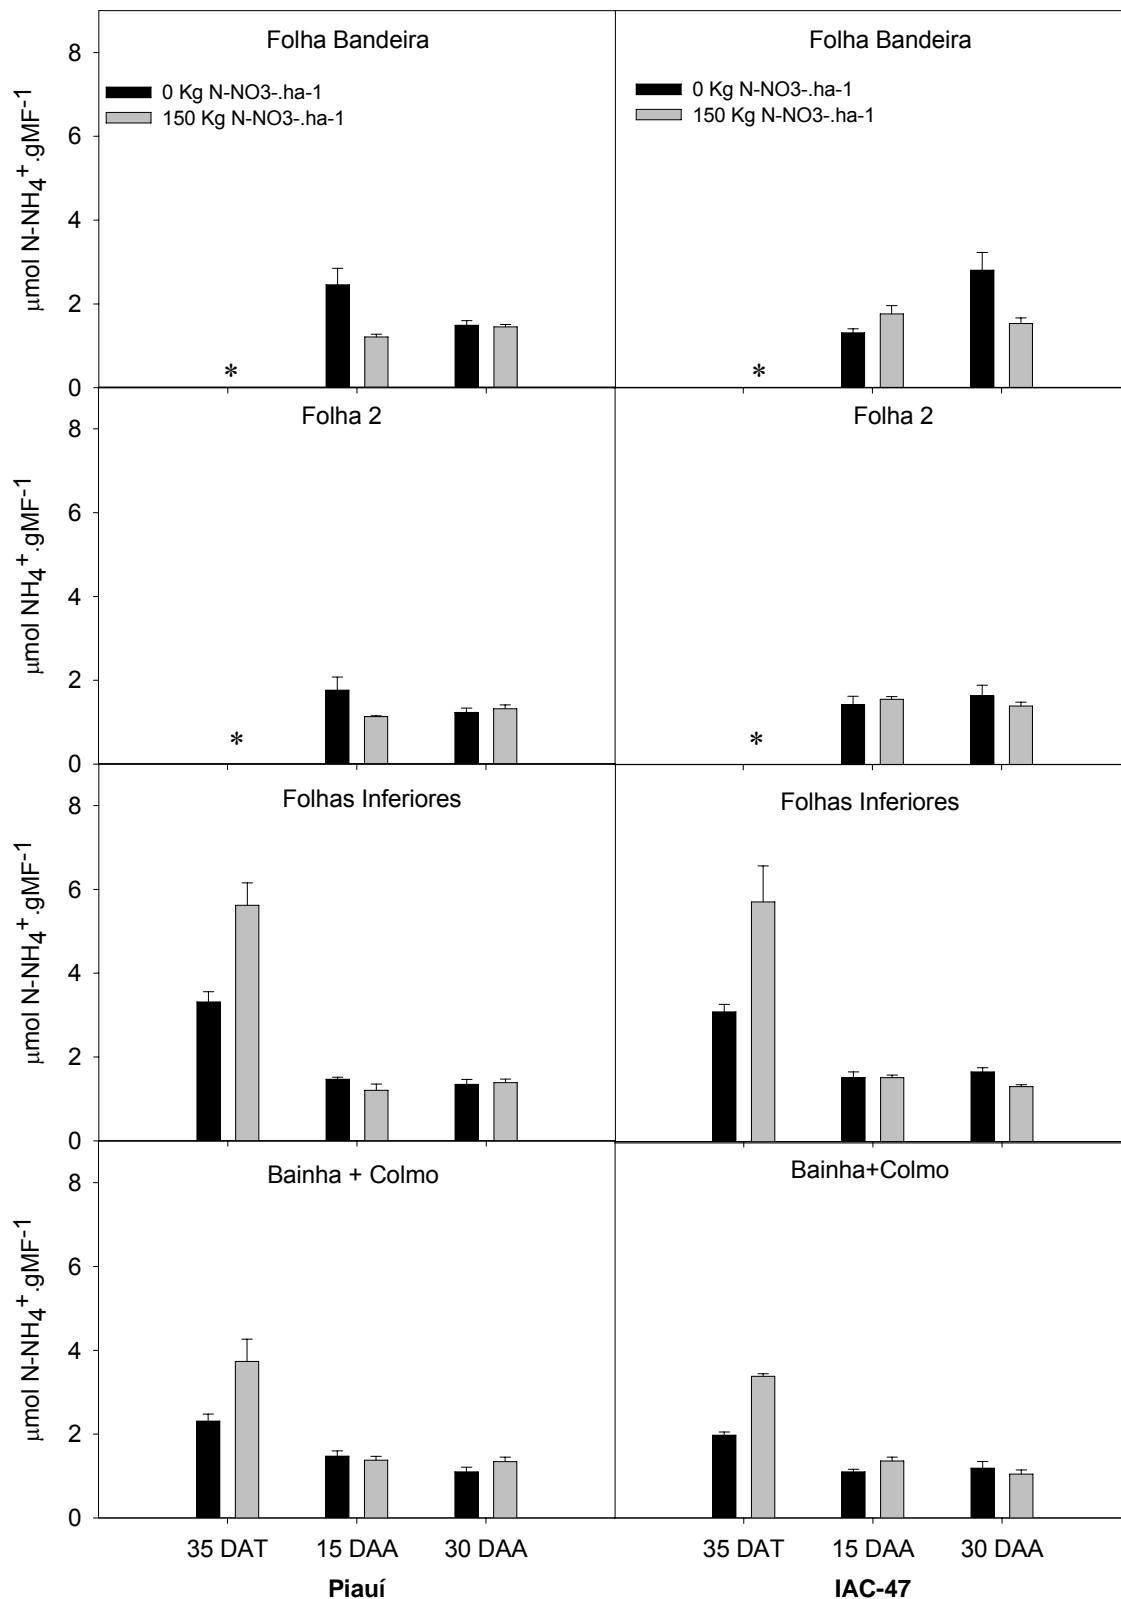 Folha Bandeira
0 Kg N-NO3-.ha-1
150 Kg N-NO3-.ha-1
µmol N-NH4+.gMF-1
8
6
4
2
0
*
Folha Bandeira
0 Kg N-NO3-.ha-1
150 Kg N-NO3-.ha-1
*
Folha 2
µmol NH4+.gMF-1
8
6
4
2
0
*
Folha 2
*
Folhas Inferiores
µmol N-NH4+.gMF-1
8
6
4
2
0
Folhas Inferiores
Bainha + Colmo
µmol N-NH4+.gMF-1
8
6
4
2
0
Bainha+Colmo
35 DAT 15 DAA 30 DAA
Piauí
35 DAT 15 DAA 30 DAA
IAC-47